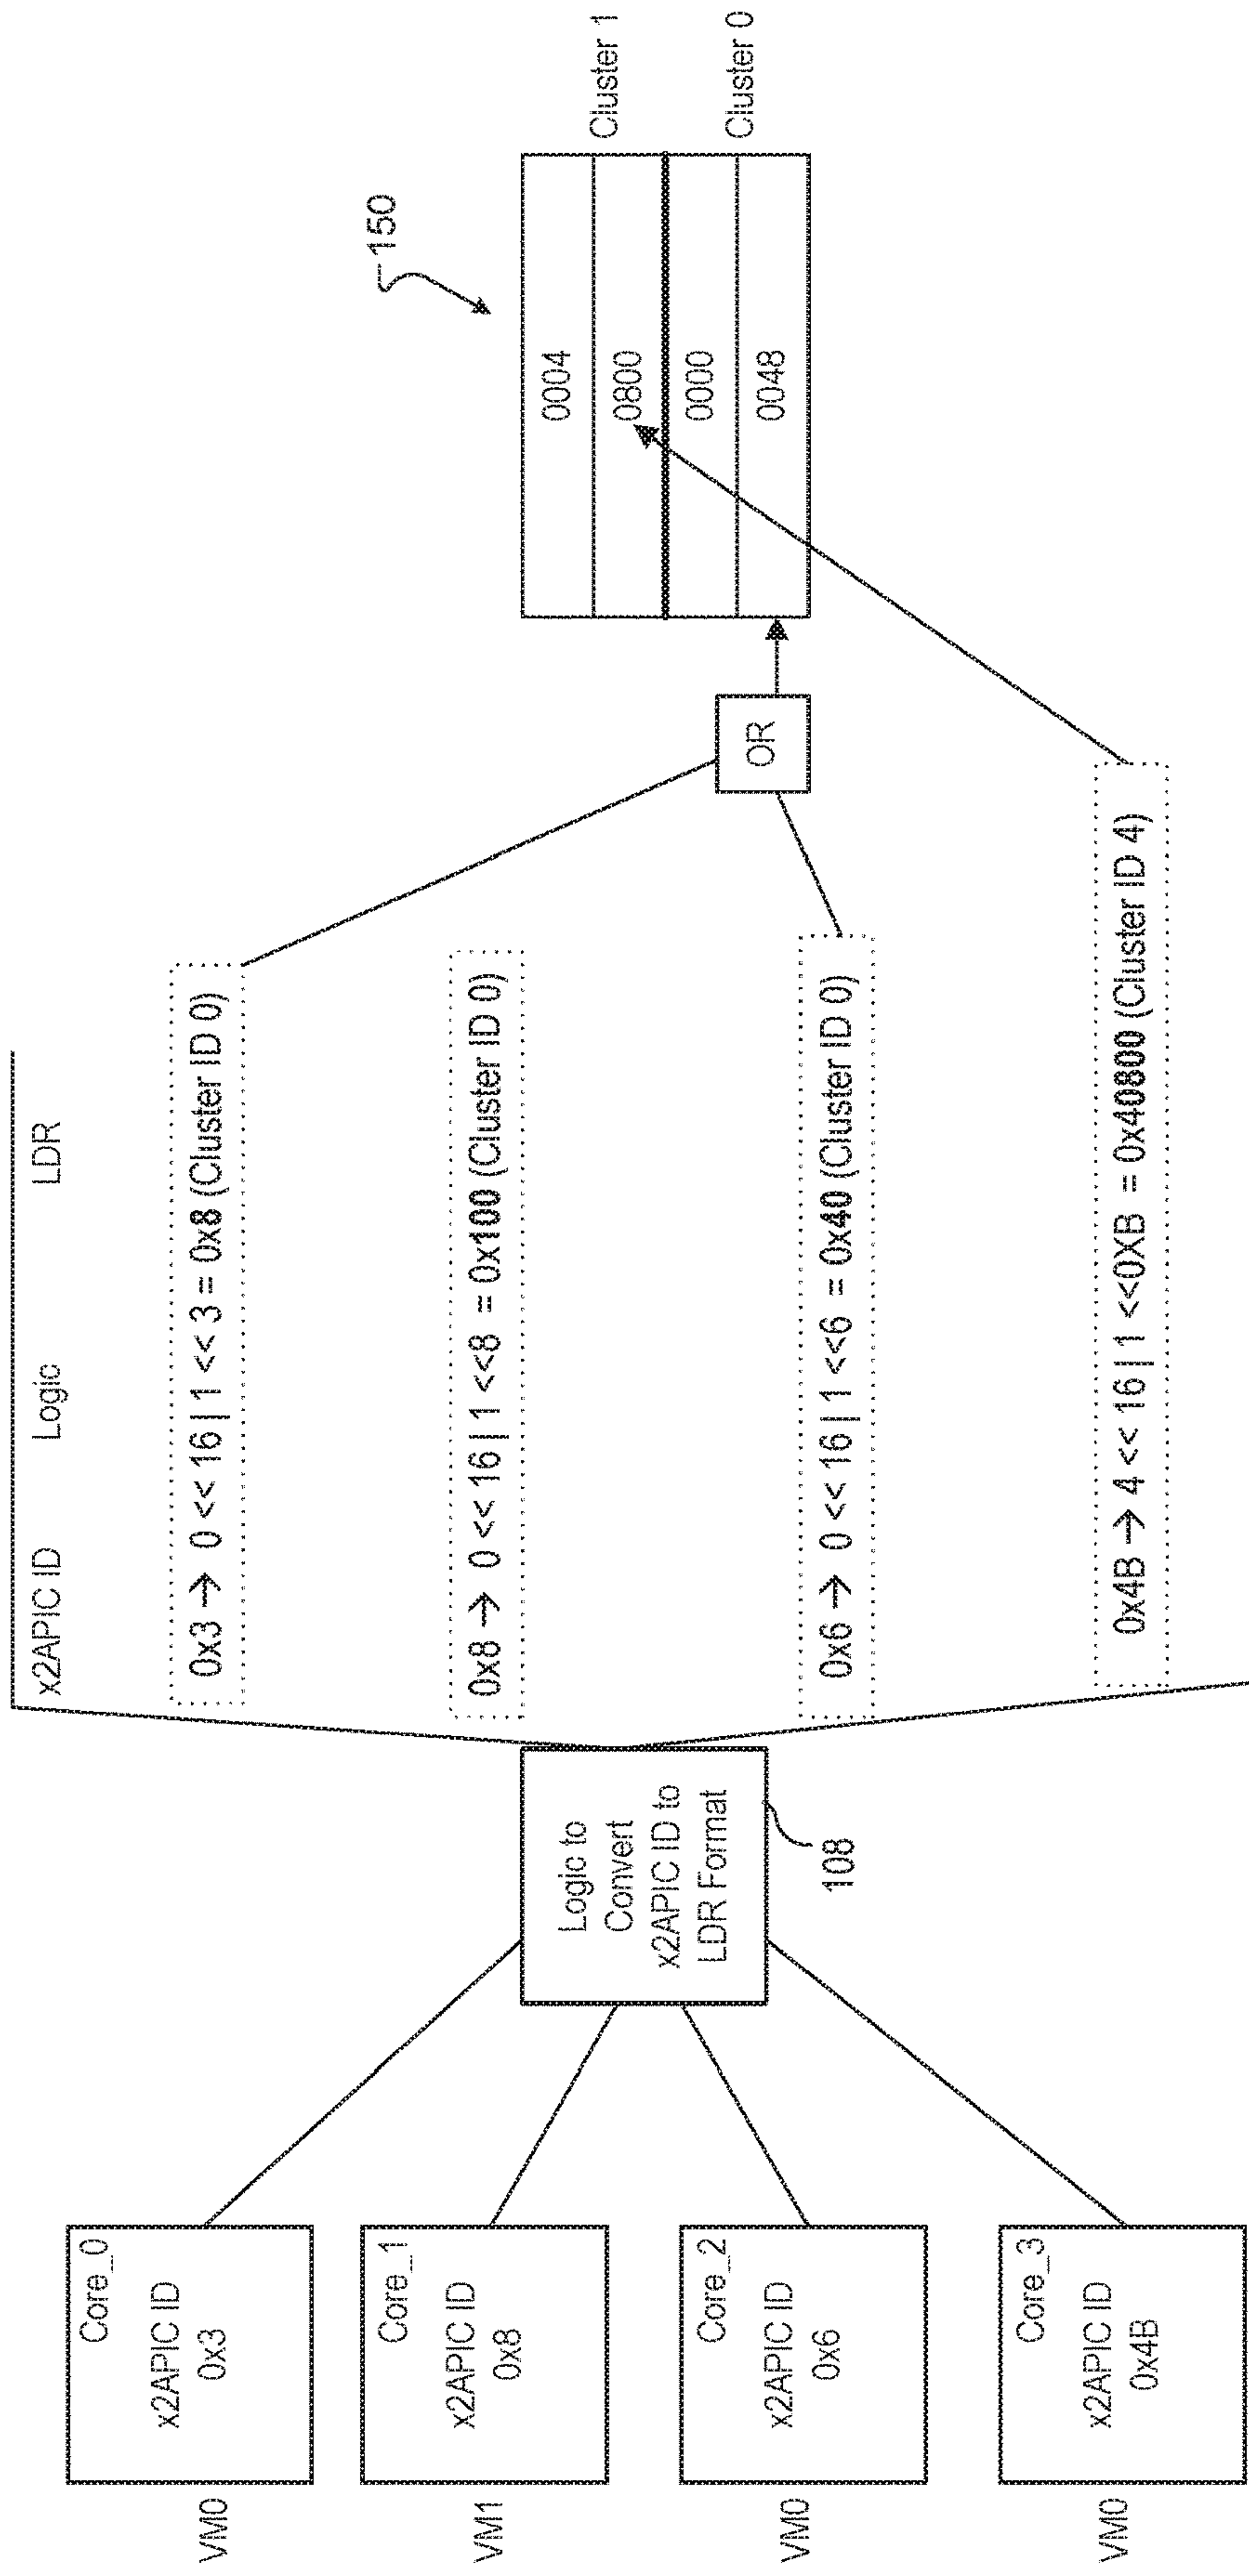 VM0
Core_0
x2APIC ID
0x3
VM1
Core_1
x2APIC ID
0x8
VM0
Core_2
x2APIC ID
0x6
VM0
Core_3
x2APIC ID
0x4B
Logic to
Convert
x2APIC ID to
LDR Format
108
x2APIC ID Logic LDR
0x3 → 0 << 16 | 1 << 3 = 0x8 (Cluster ID 0)
0x8 → 0 << 16 | 1 <<8 = 0x100 (Cluster ID 0)
0x6 → 0 << 16 | 1 <<6 = 0x40 (Cluster ID 0)
0x4B → 4 << 16 | 1 <<0XB = 0x40800 (Cluster ID 4)
OR
150
0004
0800
0000
0048
Cluster 1
Cluster 0